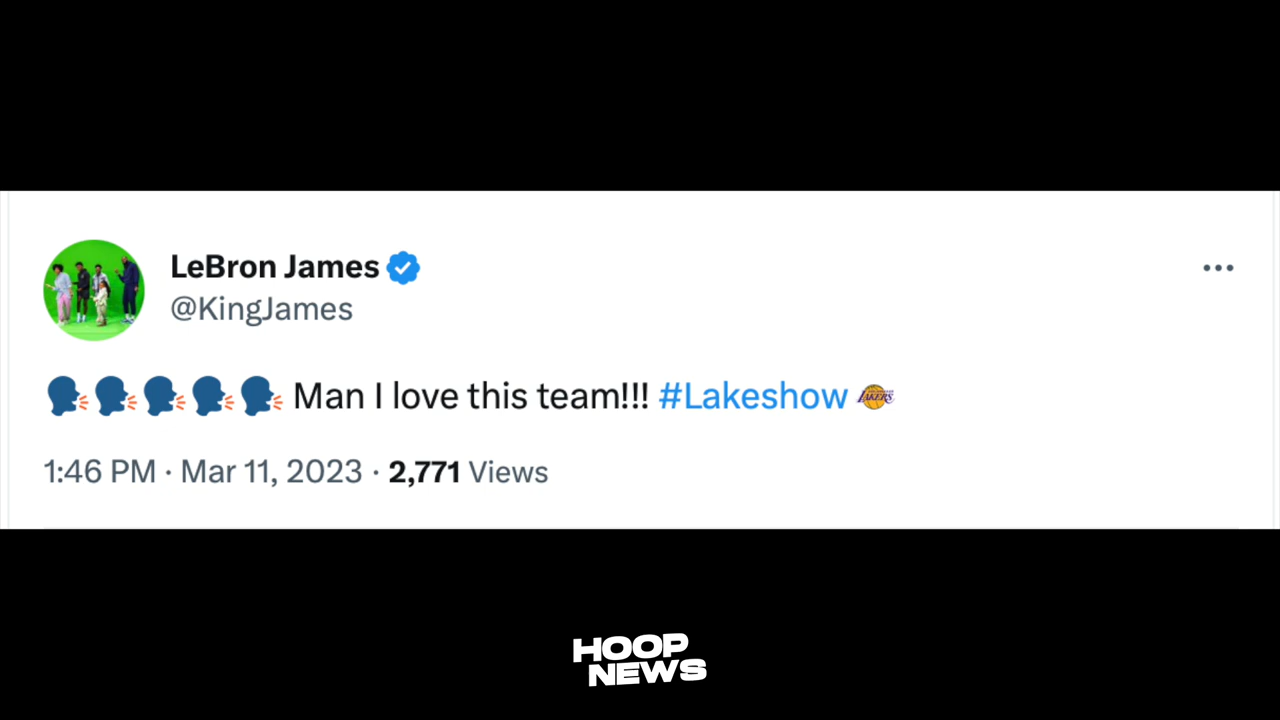 LeBron James
@KingJames
🗣🗣🗣🗣🗣 Man I love this team!!! #Lakeshow
LAKERS
1:46 PM · Mar 11, 2023 · 2,771 Views
HOOP
NEWS